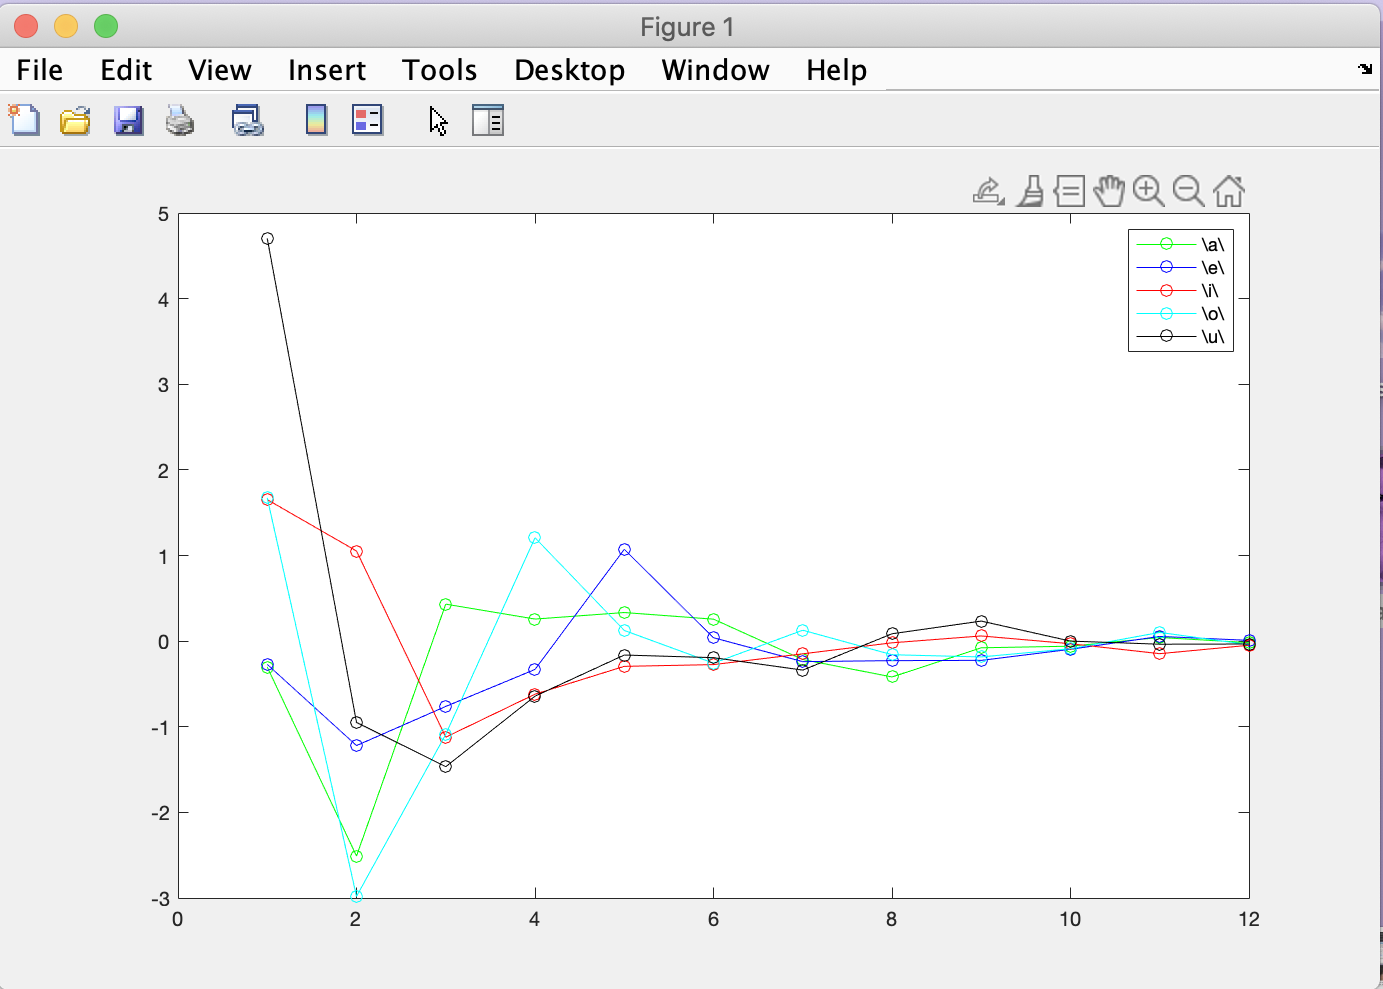 Figure 1
File Edit View Insert Tools Desktop Window Help
5
4
3
2
1
0
-1
-2
-3
0 2 4 6 8 10 12
\a\
\e\
\i\
\o\
\u\